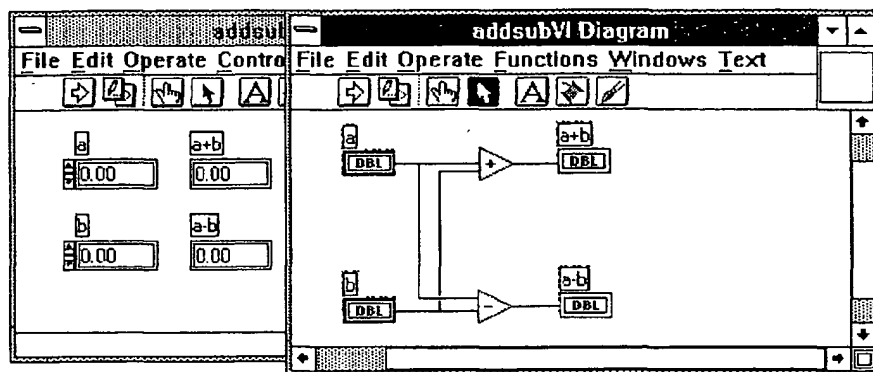 addsub
File Edit Operate Contro
A
a
a+b
0.00
0.00
b
a-b
0.00
0.00
addsubVI Diagram
File Edit Operate Functions Windows Text
A
a
DBL
+
a+b
DBL
b
DBL
-
a-b
DBL